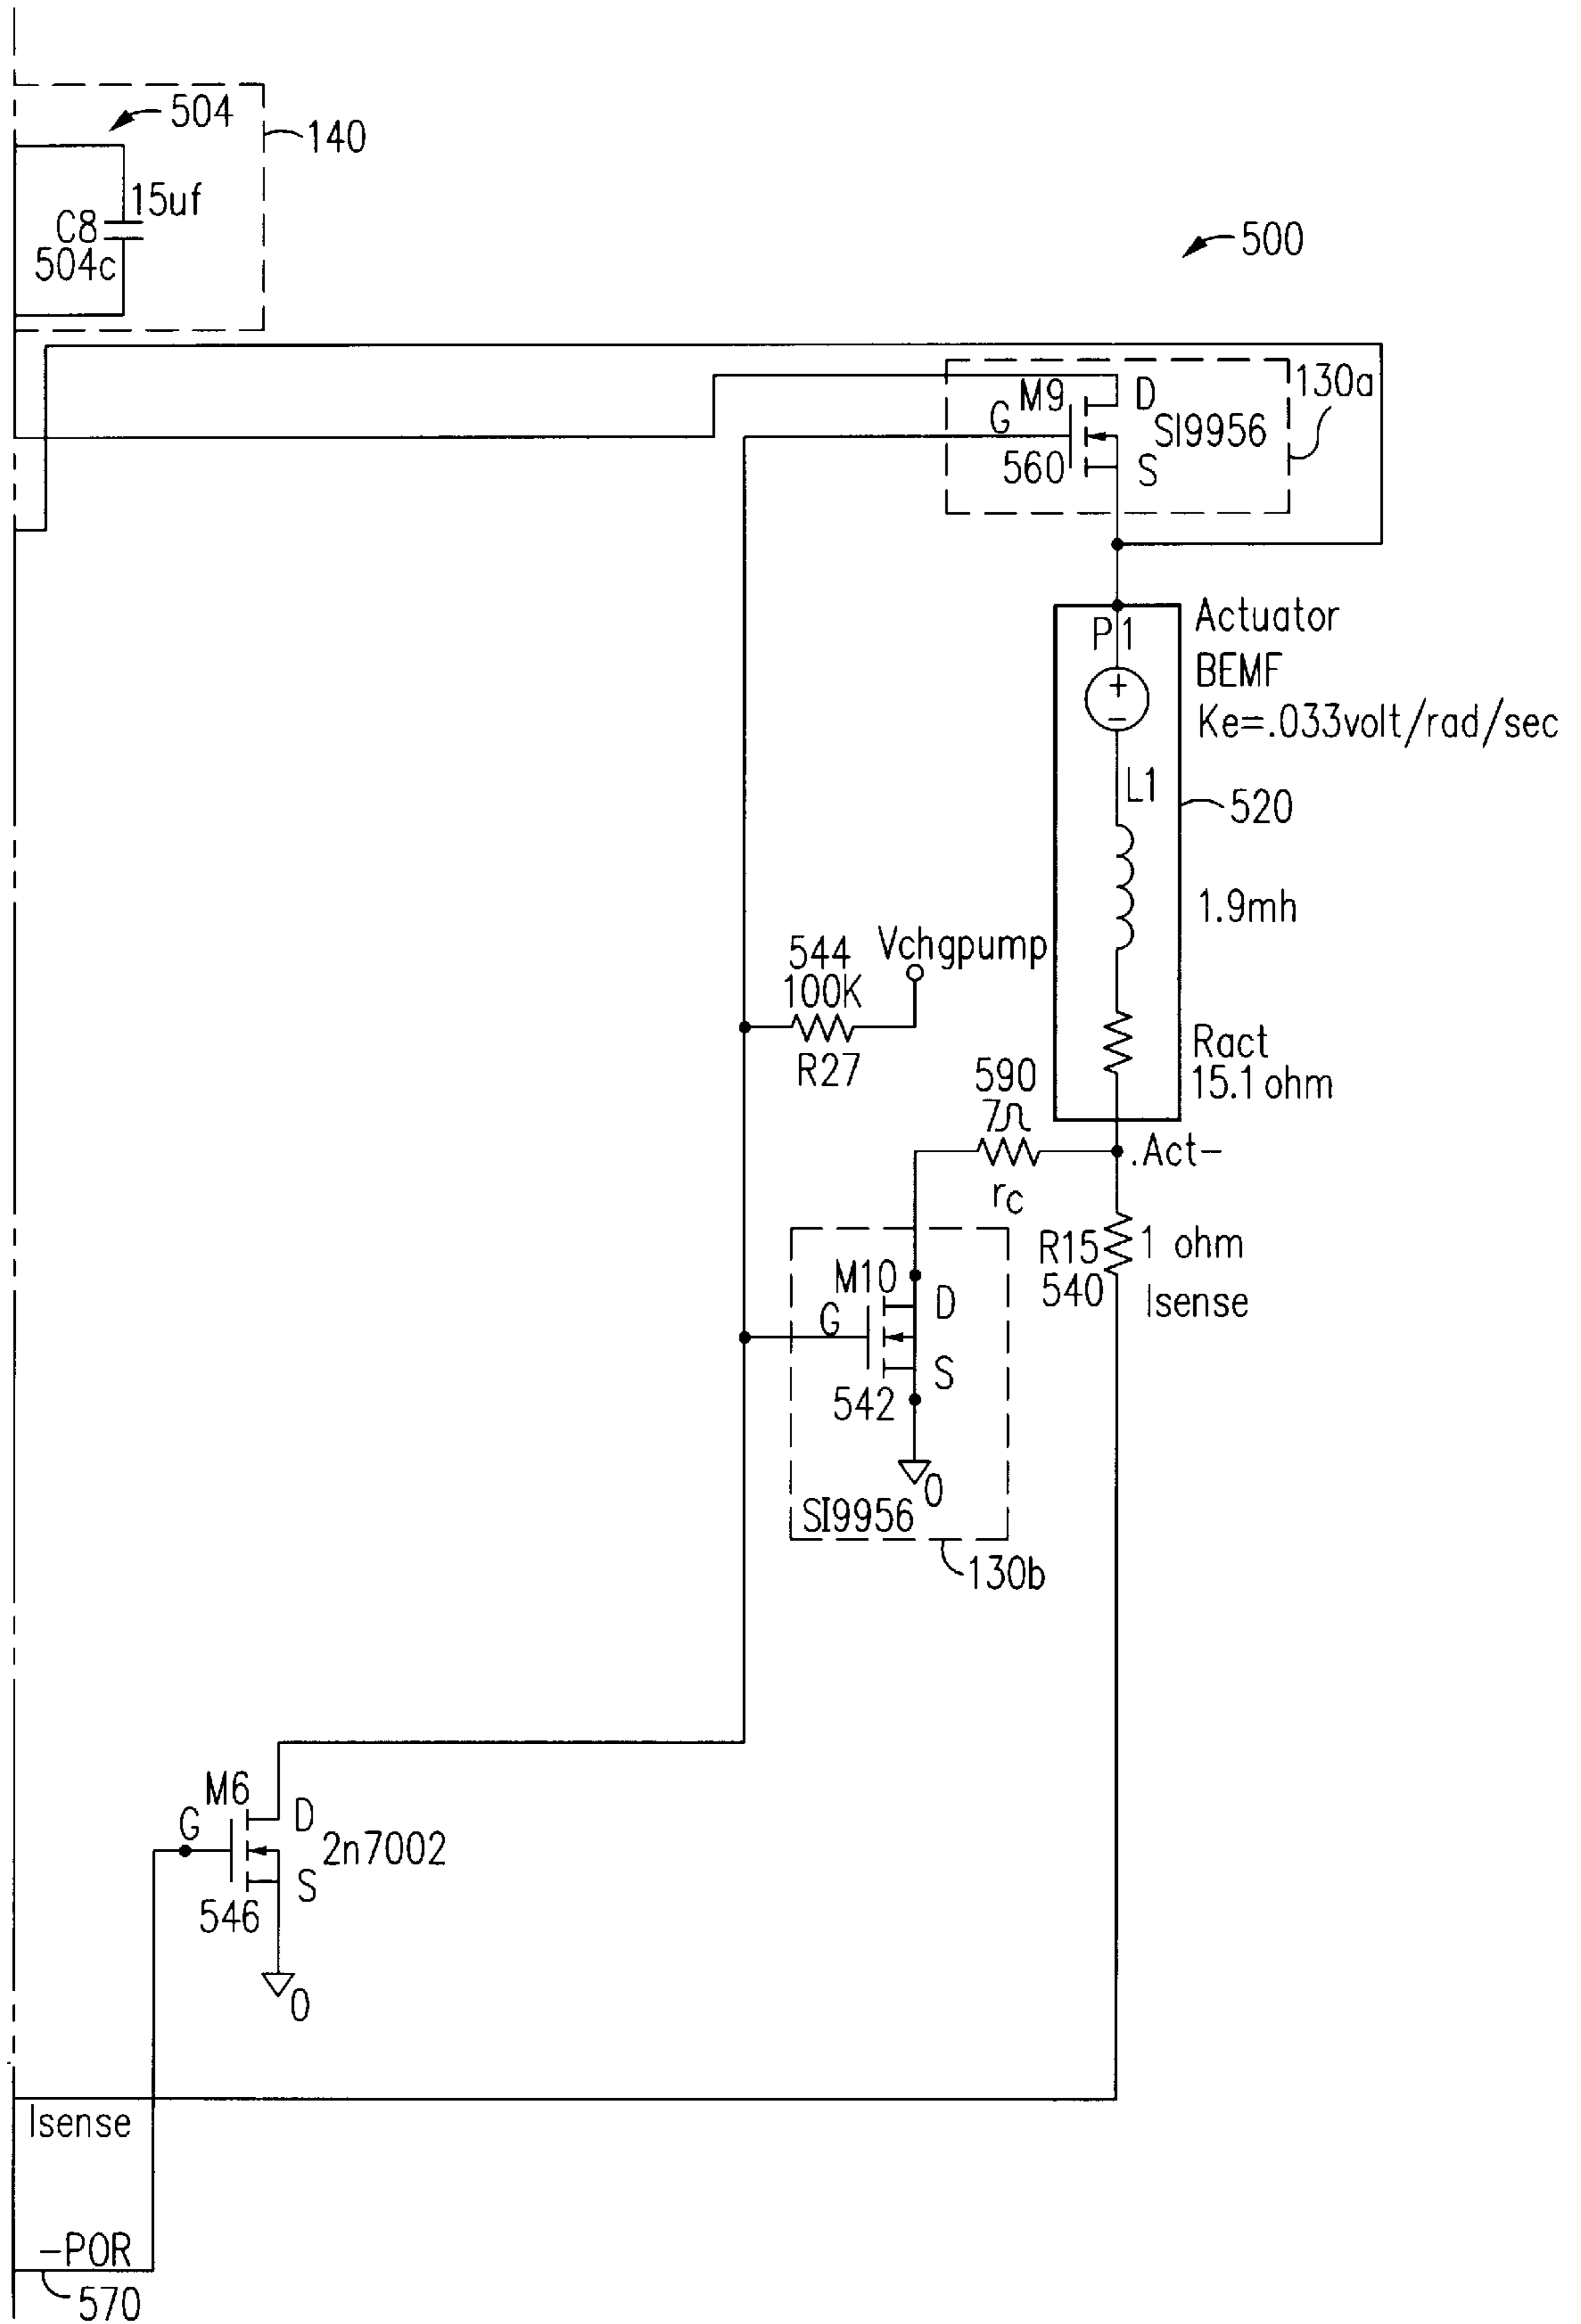 504
140
15uf
C8
504c
500
130a
M9
D
G
SI9956
560
S
P1
+
−
Actuator
BEMF
Ke=.033volt/rad/sec
L1
520
1.9mh
544
Vchgpump
100K
R27
Ract
15.1 ohm
590
7Ω
.Act−
rc
R15
1 ohm
540
Isense
M10
D
G
S
542
0
SI9956
130b
M6
D
G
2n7002
S
546
0
Isense
−POR
570